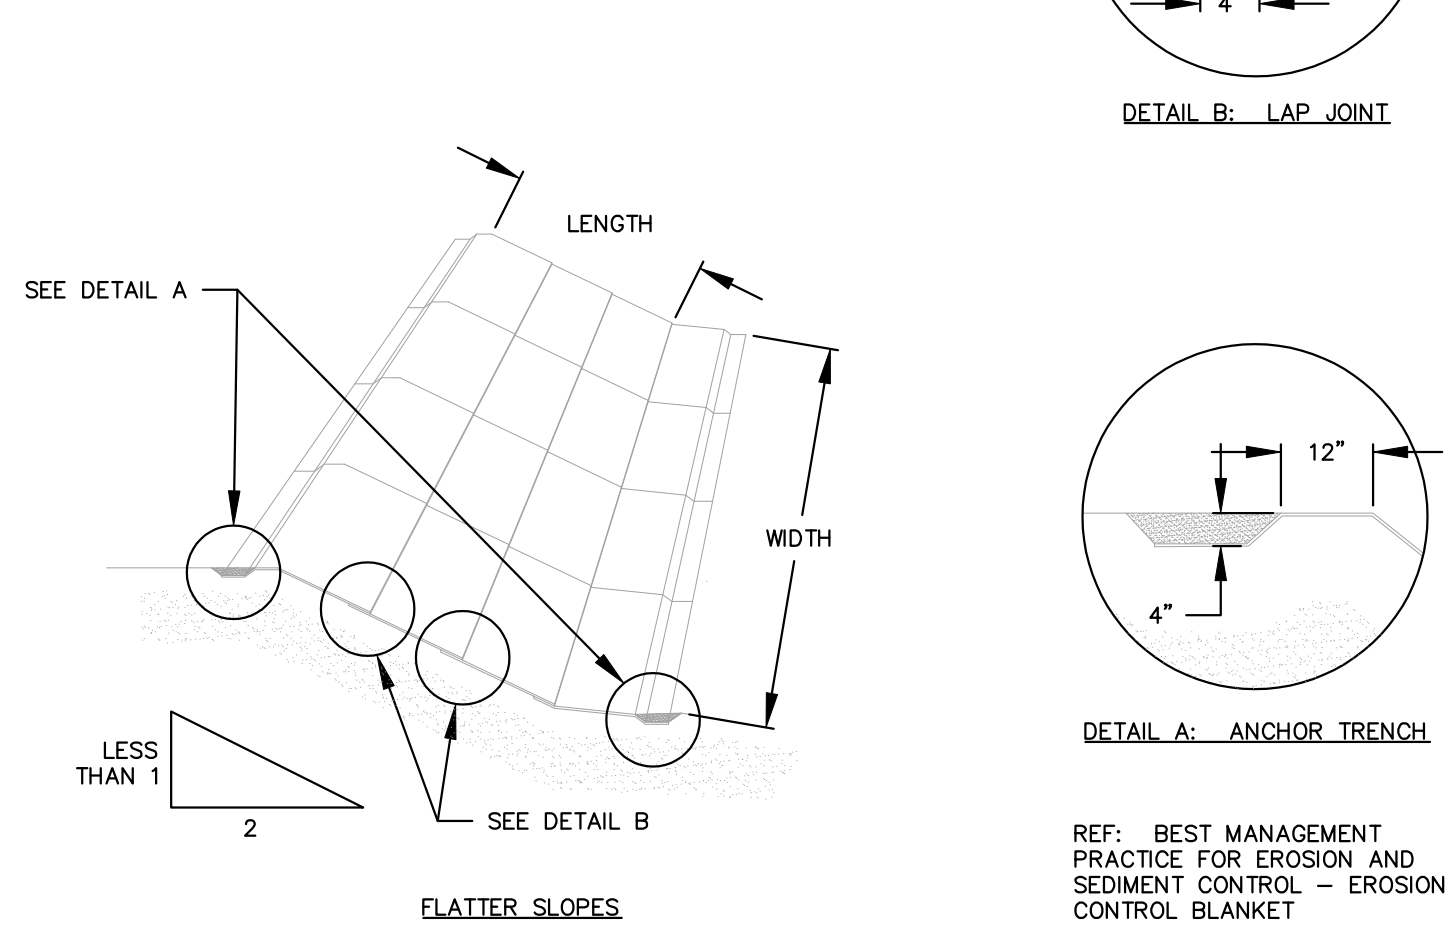 4
DETAIL B: LAP JOINT
LENGTH
SEE DETAIL A
WIDTH
12”
4”
DETAIL A: ANCHOR TRENCH
LESS
THAN 1
2
SEE DETAIL B
FLATTER SLOPES
REF: BEST MANAGEMENT
PRACTICE FOR EROSION AND
SEDIMENT CONTROL – EROSION
CONTROL BLANKET